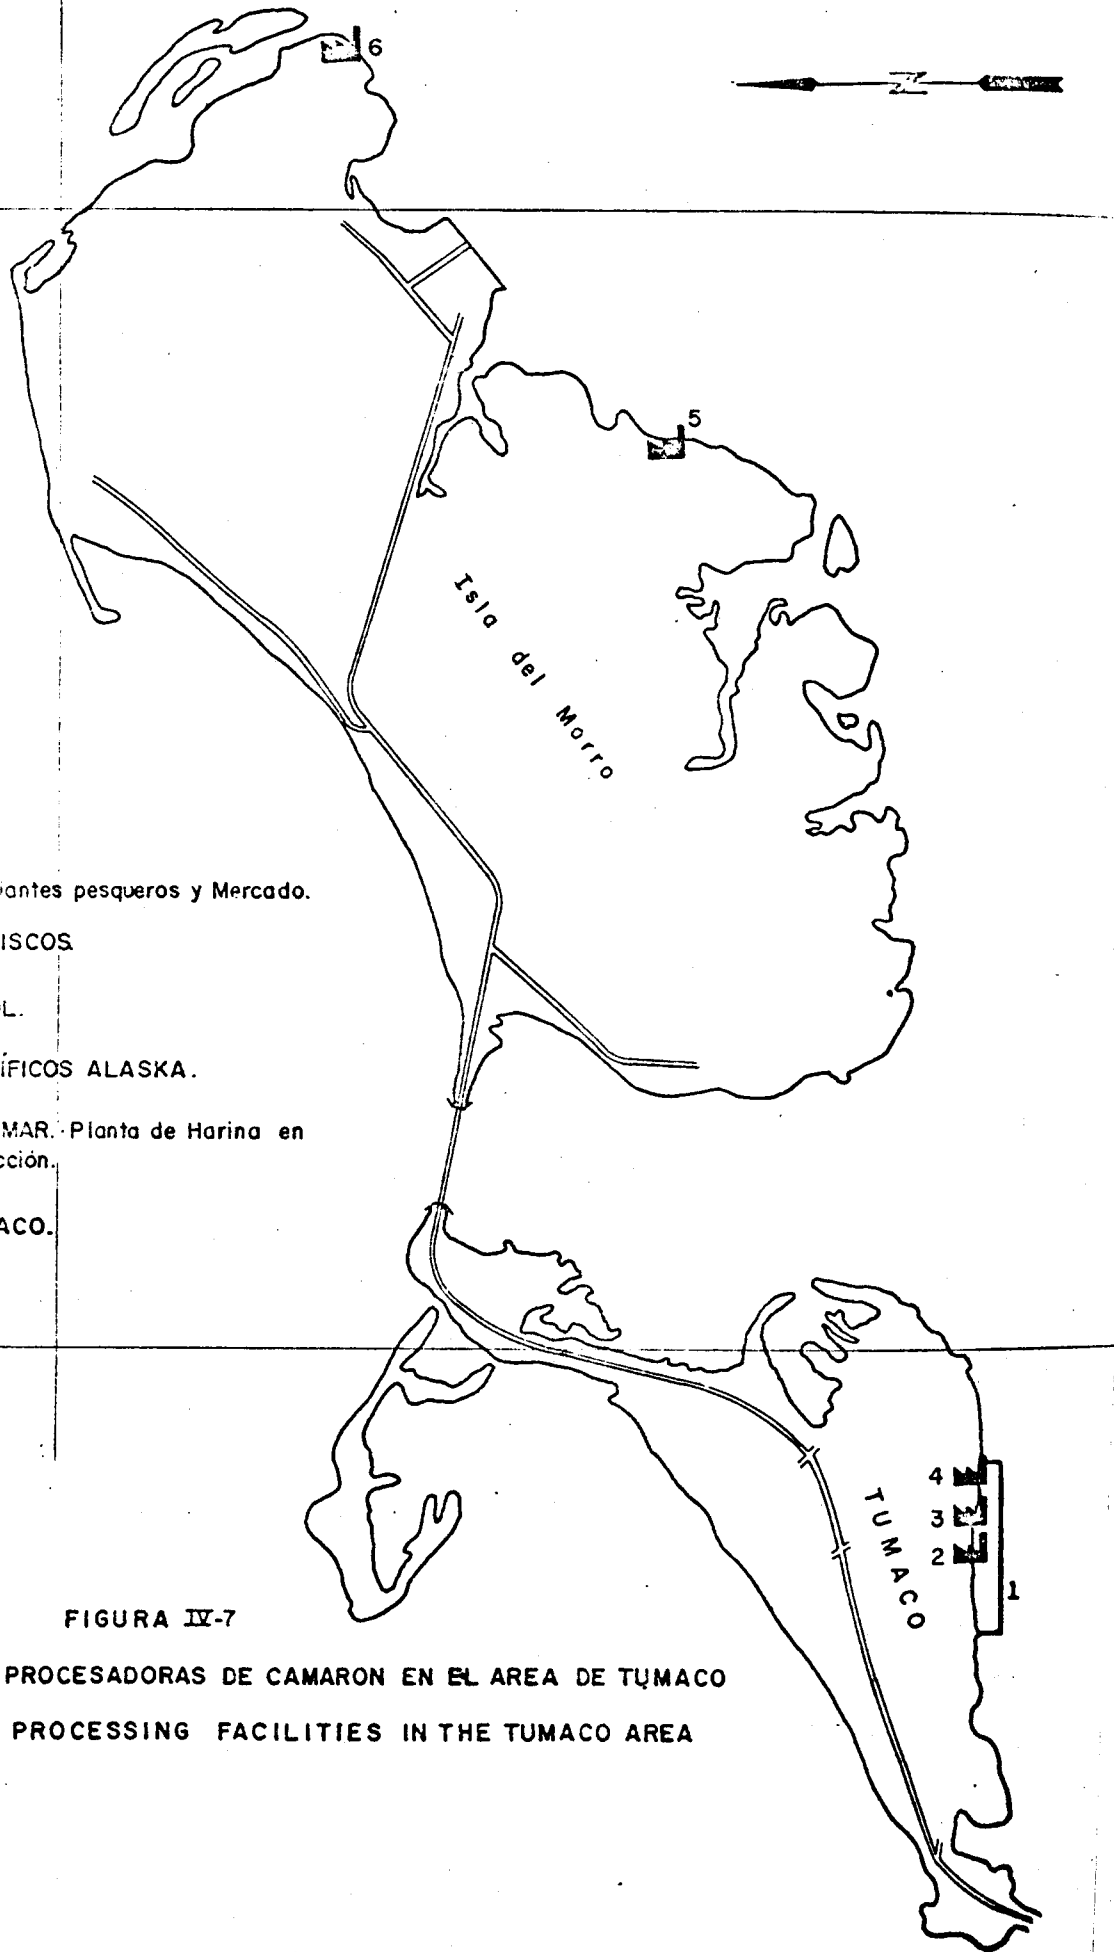 6
N
5
Isla del Morro
antes pesqueros y Mercado.
ISCOS
L.
ÍFICOS ALASKA.
MAR. Planta de Harina en
cción.
ACO.
4
3
2
1
TUMACO
FIGURA IV-7
PROCESADORAS DE CAMARON EN EL AREA DE TUMACO
PROCESSING FACILITIES IN THE TUMACO AREA